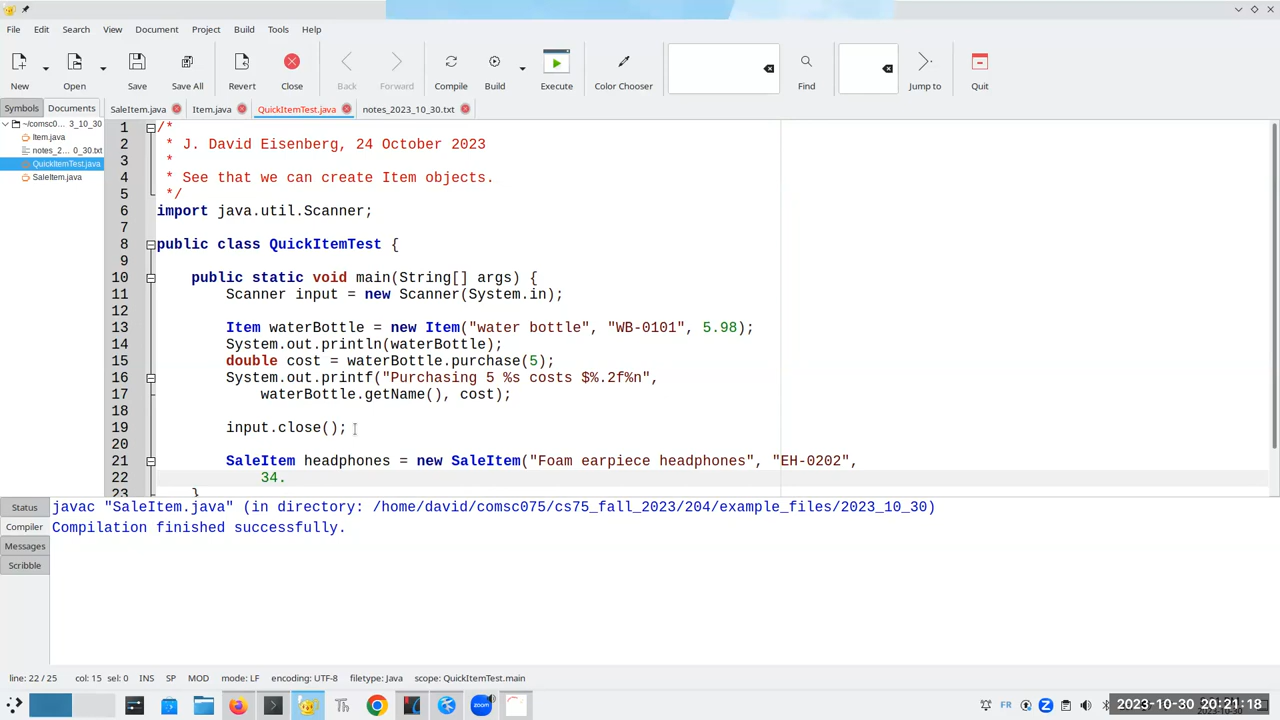 File Edit Search View Document Project Build Tools Help
New Open Save Save All Revert Close Back Forward Compile Build Execute Color Chooser Find Jump to Quit
Symbols Documents SaleItem.java Item.java QuickItemTest.java notes_2023_10_30.txt
~/comsc0... 3_10_30
Item.java
notes_2... 0_30.txt
QuickItemTest.java
SaleItem.java
1 /*
2 * J. David Eisenberg, 24 October 2023
3 *
4 * See that we can create Item objects.
5 */
6 import java.util.Scanner;
7
8 public class QuickItemTest {
9
10 public static void main(String[] args) {
11 Scanner input = new Scanner(System.in);
12
13 Item waterBottle = new Item("water bottle", "WB-0101", 5.98);
14 System.out.println(waterBottle);
15 double cost = waterBottle.purchase(5);
16 System.out.printf("Purchasing 5 %s costs $%.2f%n",
17 waterBottle.getName(), cost);
18
19 input.close();
20
21 SaleItem headphones = new SaleItem("Foam earpiece headphones", "EH-0202",
22 34.
23 }
Status
Compiler
Messages
Scribble
javac "SaleItem.java" (in directory: /home/david/comsc075/cs75_fall_2023/204/example_files/2023_10_30)
Compilation finished successfully.
line: 22 / 25 col: 15 sel: 0 INS SP MOD mode: LF encoding: UTF-8 filetype: Java scope: QuickItemTest.main
Th zoom FR Z 2023-10-30 20:21:18